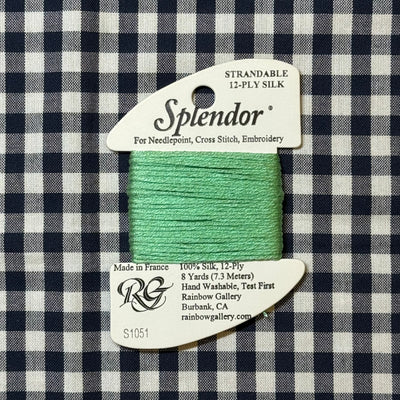 STRANDABLE
12-PLY SILK
Splendor®
For Needlepoint, Cross Stitch, Embroidery
Made in France
100% Silk, 12-Ply
8 Yards (7.3 Meters)
Hand Washable, Test First
Rainbow Gallery
Burbank, CA
rainbowgallery.com
RG
S1051